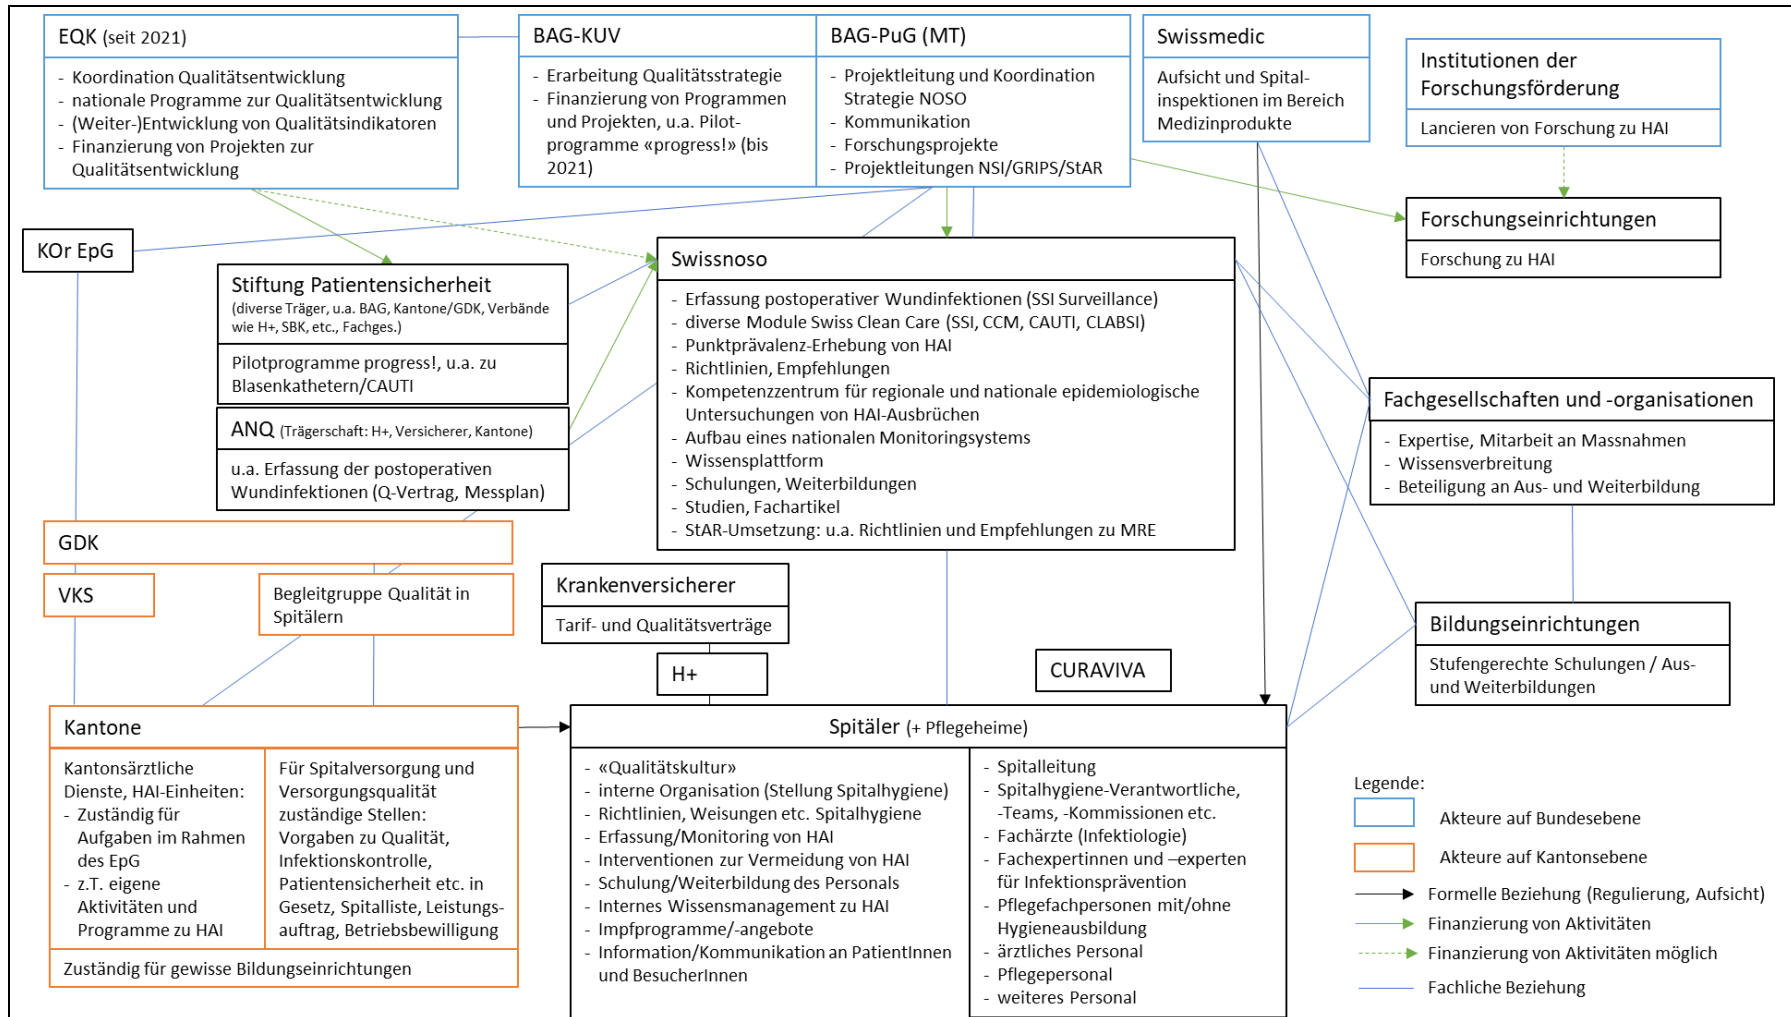 EQK (seit 2021)
- Koordination Qualitätsentwicklung
- nationale Programme zur Qualitätsentwicklung
- (Weiter-)Entwicklung von Qualitätsindikatoren
- Finanzierung von Projekten zur
Qualitätsentwicklung
BAG-KUV
- Erarbeitung Qualitätsstrategie
- Finanzierung von Programmen
und Projekten, u.a. Pilot-
programme «progress!» (bis
2021)
BAG-PuG (MT)
- Projektleitung und Koordination
Strategie NOSO
- Kommunikation
- Forschungsprojekte
- Projektleitungen NSI/GRIPS/StAR
Swissmedic
Aufsicht und Spital-
inspektionen im Bereich
Medizinprodukte
Institutionen der
Forschungsförderung
Lancieren von Forschung zu HAI
Forschungseinrichtungen
Forschung zu HAI
KOr EpG
Stiftung Patientensicherheit
(diverse Träger, u.a. BAG, Kantone/GDK, Verbände
wie H+, SBK, etc., Fachges.)
Pilotprogramme progress!, u.a. zu
Blasenkathetern/CAUTI
ANQ (Trägerschaft: H+, Versicherer, Kantone)
u.a. Erfassung der postoperativen
Wundinfektionen (Q-Vertrag, Messplan)
Swissnoso
- Erfassung postoperativer Wundinfektionen (SSI Surveillance)
- diverse Module Swiss Clean Care (SSI, CCM, CAUTI, CLABSI)
- Punktprävalenz-Erhebung von HAI
- Richtlinien, Empfehlungen
- Kompetenzzentrum für regionale und nationale epidemiologische
Untersuchungen von HAI-Ausbrüchen
- Aufbau eines nationalen Monitoringsystems
- Wissensplattform
- Schulungen, Weiterbildungen
- Studien, Fachartikel
- StAR-Umsetzung: u.a. Richtlinien und Empfehlungen zu MRE
Fachgesellschaften und -organisationen
- Expertise, Mitarbeit an Massnahmen
- Wissensverbreitung
- Beteiligung an Aus- und Weiterbildung
GDK
VKS
Begleitgruppe Qualität in
Spitälern
Krankenversicherer
Tarif- und Qualitätsverträge
H+
CURAVIVA
Bildungseinrichtungen
Stufengerechte Schulungen / Aus-
und Weiterbildungen
Kantone
Kantonsärztliche
Dienste, HAI-Einheiten:
- Zuständig für
Aufgaben im Rahmen
des EpG
- z.T. eigene
Aktivitäten und
Programme zu HAI
Für Spitalversorgung und
Versorgungsqualität
zuständige Stellen:
Vorgaben zu Qualität,
Infektionskontrolle,
Patientensicherheit etc. in
Gesetz, Spitalliste, Leistungs-
auftrag, Betriebsbewilligung
Zuständig für gewisse Bildungseinrichtungen
Spitäler (+ Pflegeheime)
- «Qualitätskultur»
- interne Organisation (Stellung Spitalhygiene)
- Richtlinien, Weisungen etc. Spitalhygiene
- Erfassung/Monitoring von HAI
- Interventionen zur Vermeidung von HAI
- Schulung/Weiterbildung des Personals
- Internes Wissensmanagement zu HAI
- Impfprogramme/-angebote
- Information/Kommunikation an PatientInnen
und BesucherInnen
- Spitalleitung
- Spitalhygiene-Verantwortliche,
-Teams, -Kommissionen etc.
- Fachärzte (Infektiologie)
- Fachexpertinnen und –experten
für Infektionsprävention
- Pflegefachpersonen mit/ohne
Hygieneausbildung
- ärztliches Personal
- Pflegepersonal
- weiteres Personal
Legende:
Akteure auf Bundesebene
Akteure auf Kantonsebene
Formelle Beziehung (Regulierung, Aufsicht)
Finanzierung von Aktivitäten
Finanzierung von Aktivitäten möglich
Fachliche Beziehung